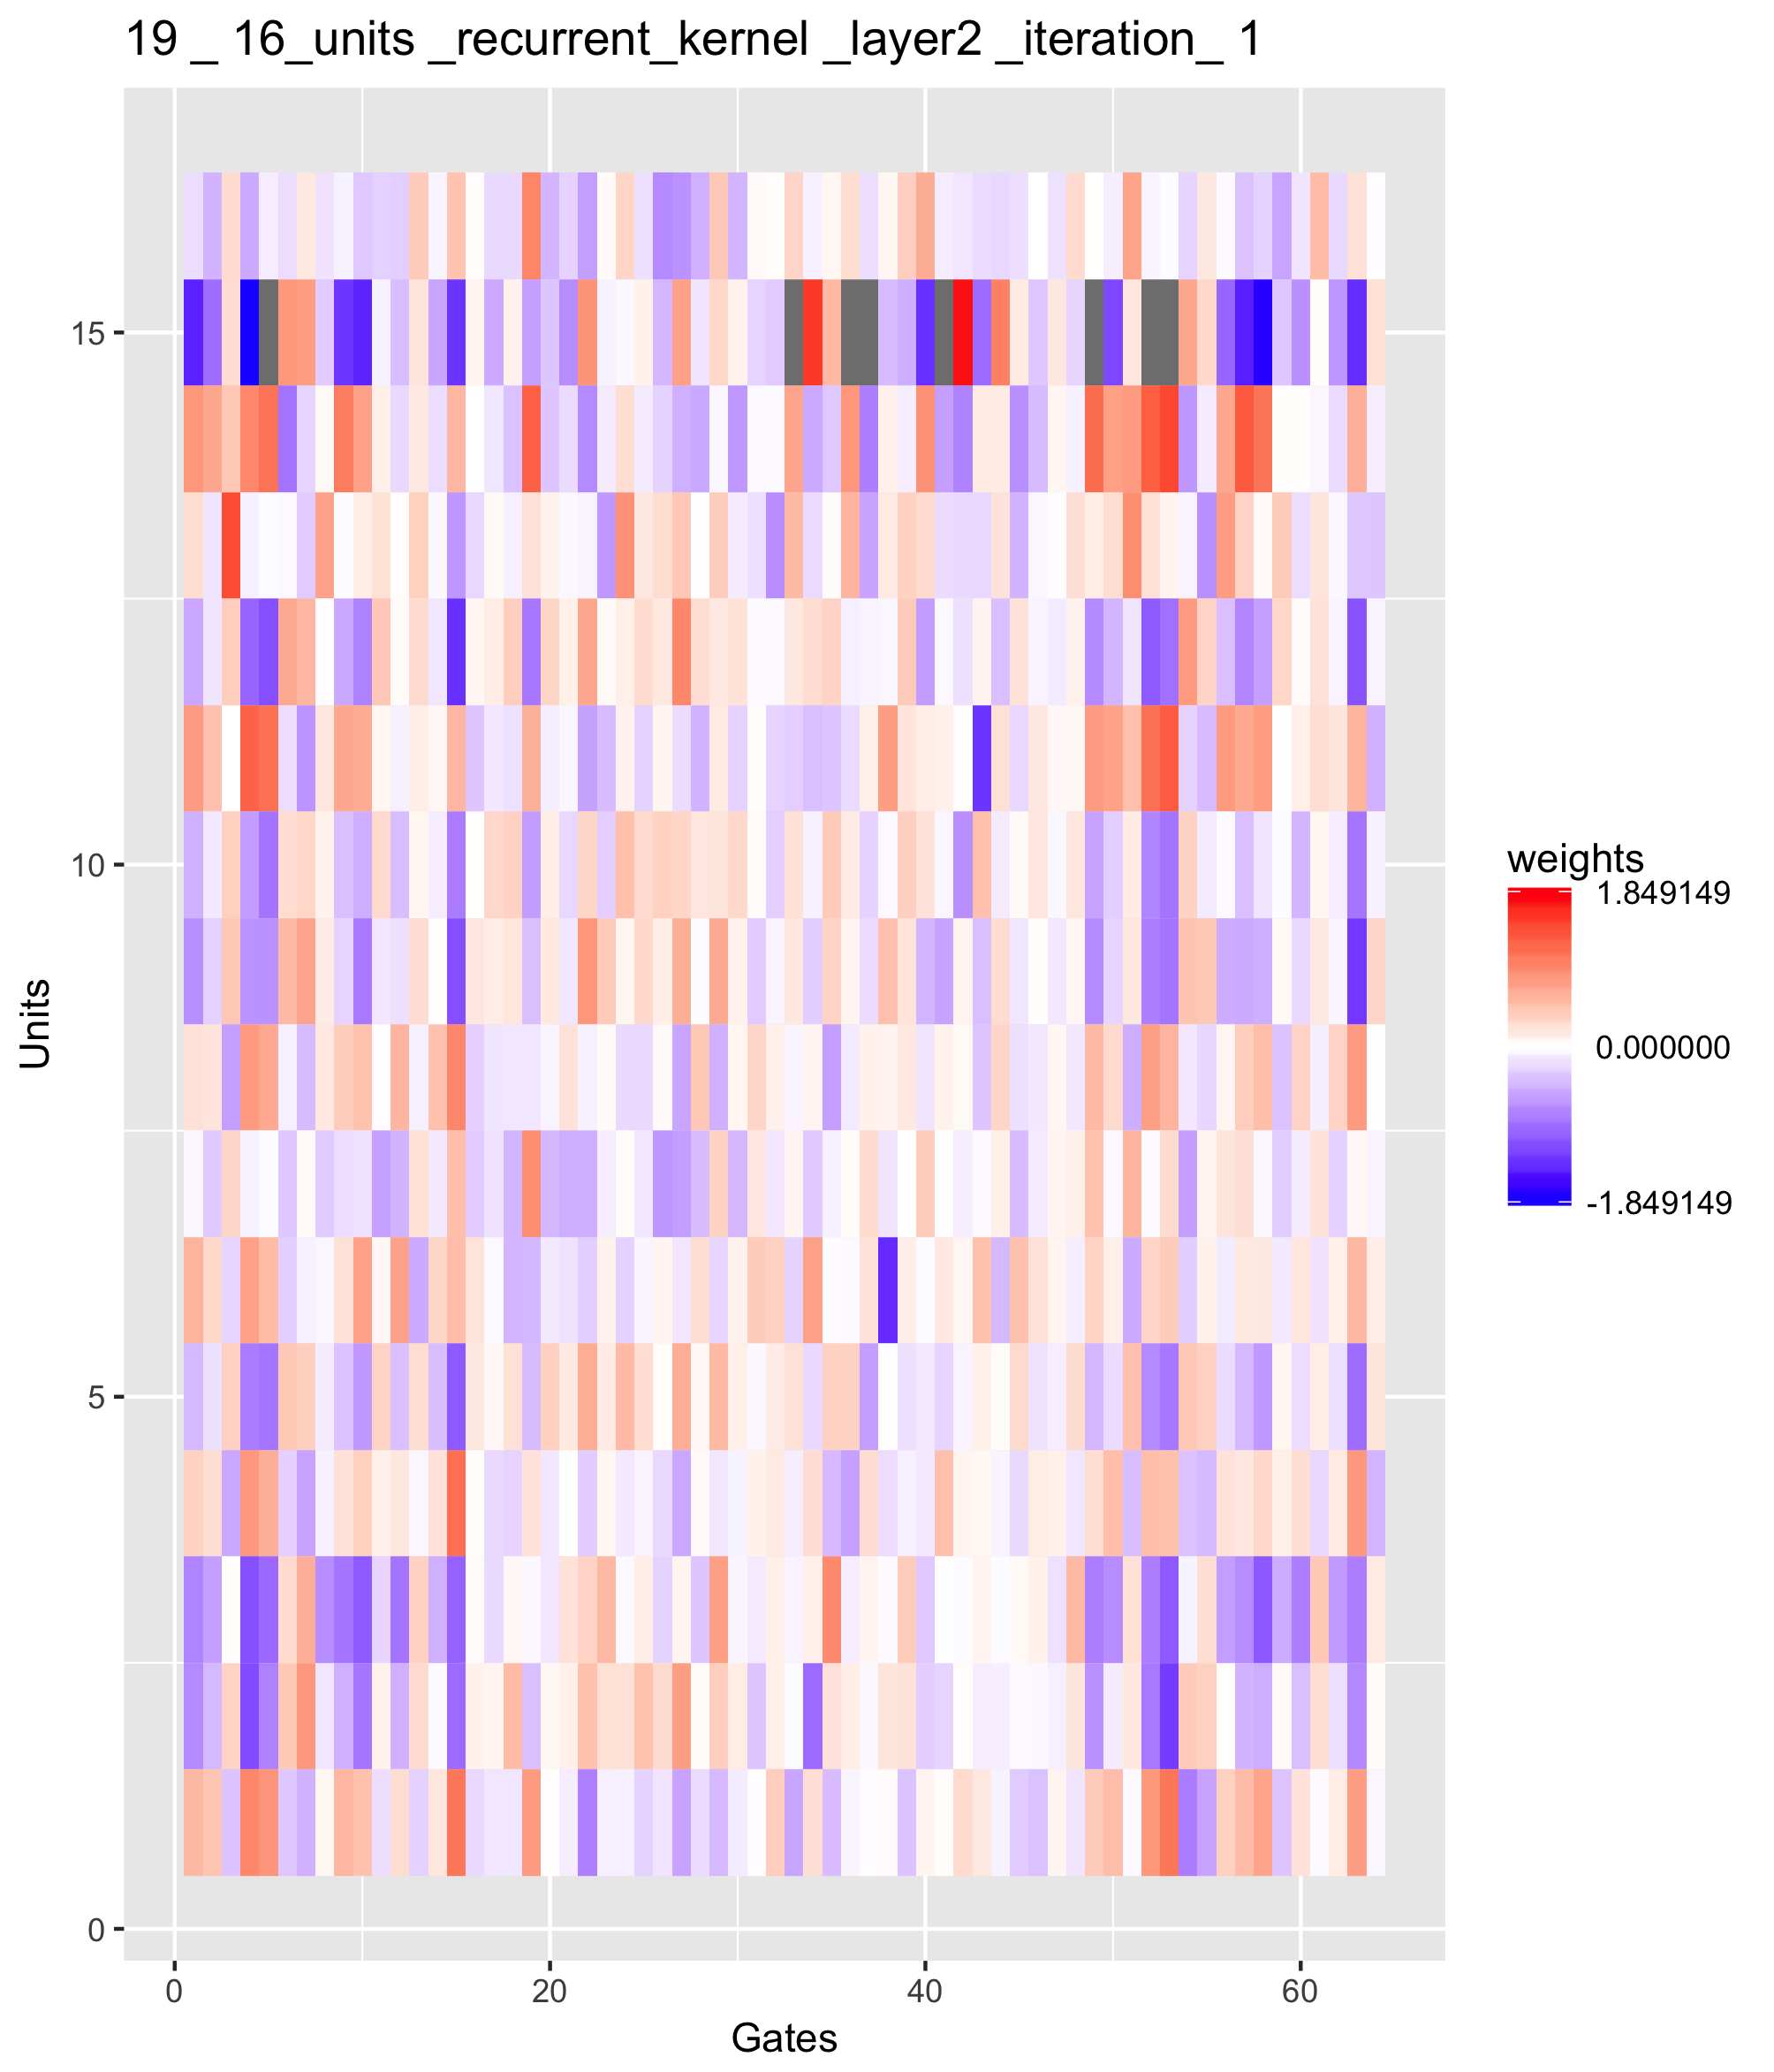 19 _ 16_units _recurrent_kernel _layer2 _iteration_ 1
15
10
5
0
Units
0 20 40 60
Gates
weights
1.849149
0.000000
-1.849149